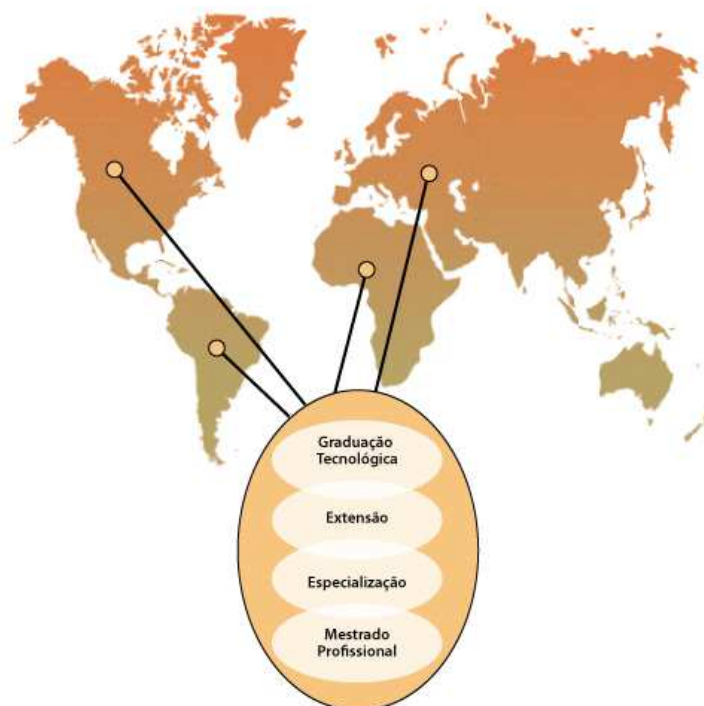 Graduação
Tecnológica
Extensão
Especialização
Mestrado
Profissional